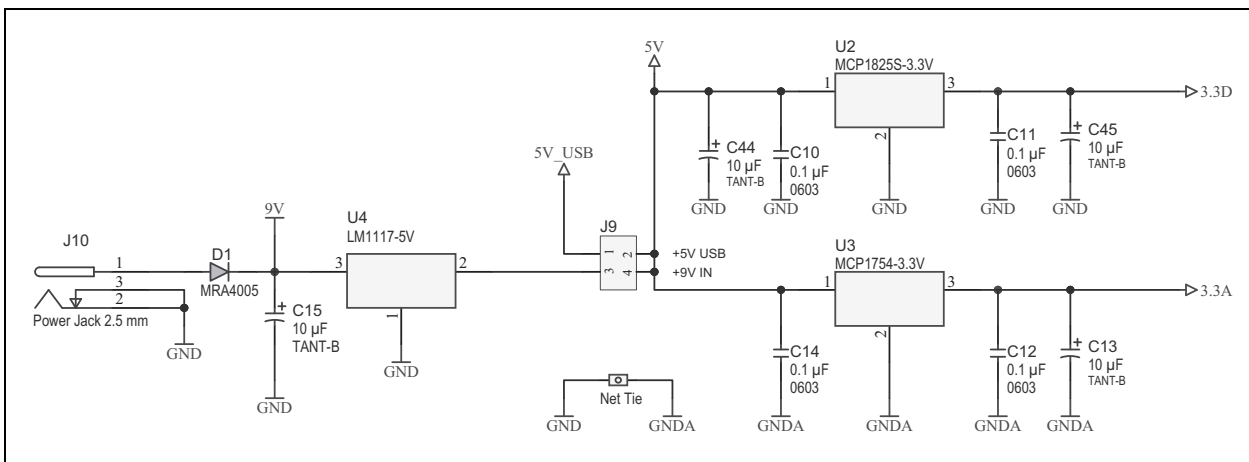 5V
U2
MCP1825S-3.3V
1
3
3.3D
2
C44
10 µF
TANT-B
C10
0.1 µF
0603
C11
0.1 µF
0603
C45
10 µF
TANT-B
GND
GND
GND
GND
GND
5V_USB
J9
1
2
3
4
+5V USB
+9V IN
9V
U4
LM1117-5V
3
2
1
GND
J10
1
3
2
Power Jack 2.5 mm
GND
D1
MRA4005
C15
10 µF
TANT-B
GND
U3
MCP1754-3.3V
1
3
3.3A
2
C14
0.1 µF
0603
C12
0.1 µF
0603
C13
10 µF
TANT-B
Net Tie
GND
GNDA
GNDA
GNDA
GNDA
GNDA